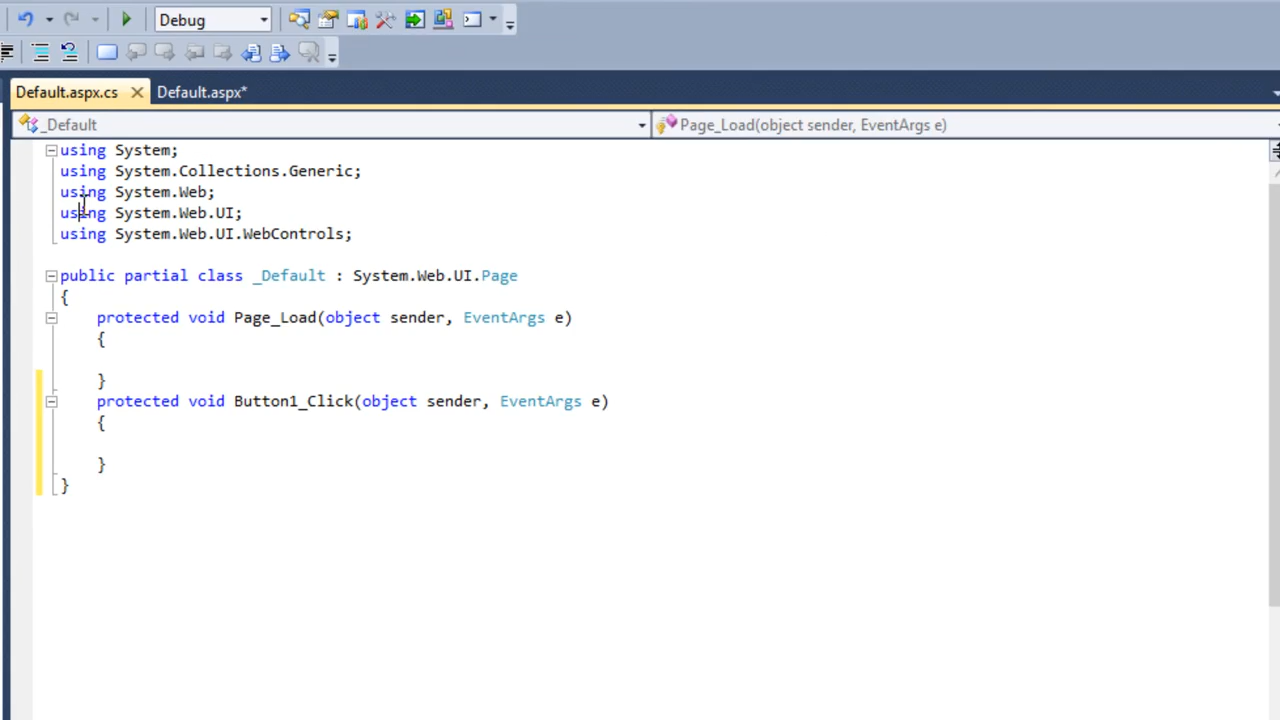 Debug
Default.aspx.cs Default.aspx*
_Default Page_Load(object sender, EventArgs e)
using System;
using System.Collections.Generic;
using System.Web;
using System.Web.UI;
using System.Web.UI.WebControls;
public partial class _Default : System.Web.UI.Page
{
protected void Page_Load(object sender, EventArgs e)
{
}
protected void Button1_Click(object sender, EventArgs e)
{
}
}